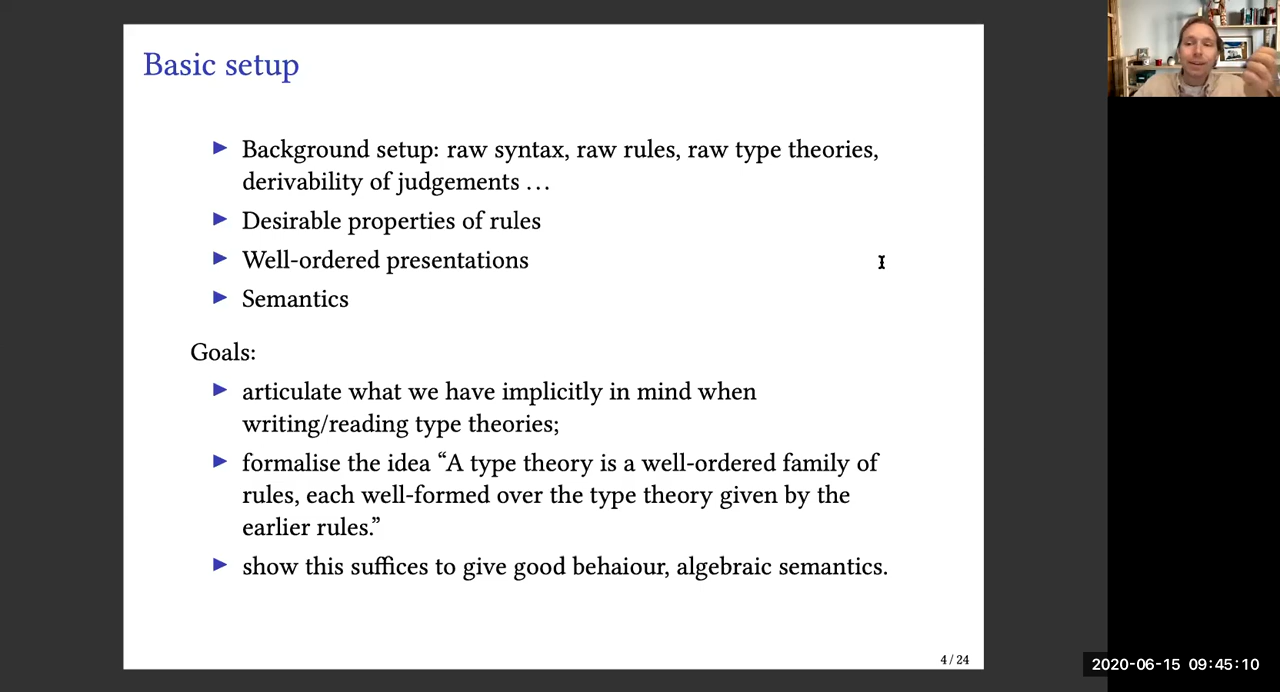 Basic setup
▶ Background setup: raw syntax, raw rules, raw type theories,
derivability of judgements …
▶ Desirable properties of rules
▶ Well-ordered presentations
▶ Semantics
Goals:
▶ articulate what we have implicitly in mind when
writing/reading type theories;
▶ formalise the idea “A type theory is a well-ordered family of
rules, each well-formed over the type theory given by the
earlier rules.”
▶ show this suffices to give good behaiour, algebraic semantics.
4 / 24
2020-06-15 09:45:10